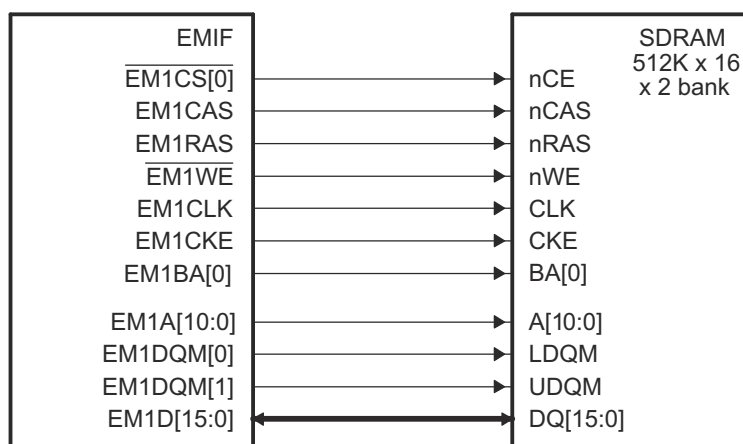 EMIF
EM1CS[0]
EM1CAS
EM1RAS
EM1WE
EM1CLK
EM1CKE
EM1BA[0]
EM1A[10:0]
EM1DQM[0]
EM1DQM[1]
EM1D[15:0]
SDRAM
512K x 16
x 2 bank
nCE
nCAS
nRAS
nWE
CLK
CKE
BA[0]
A[10:0]
LDQM
UDQM
DQ[15:0]